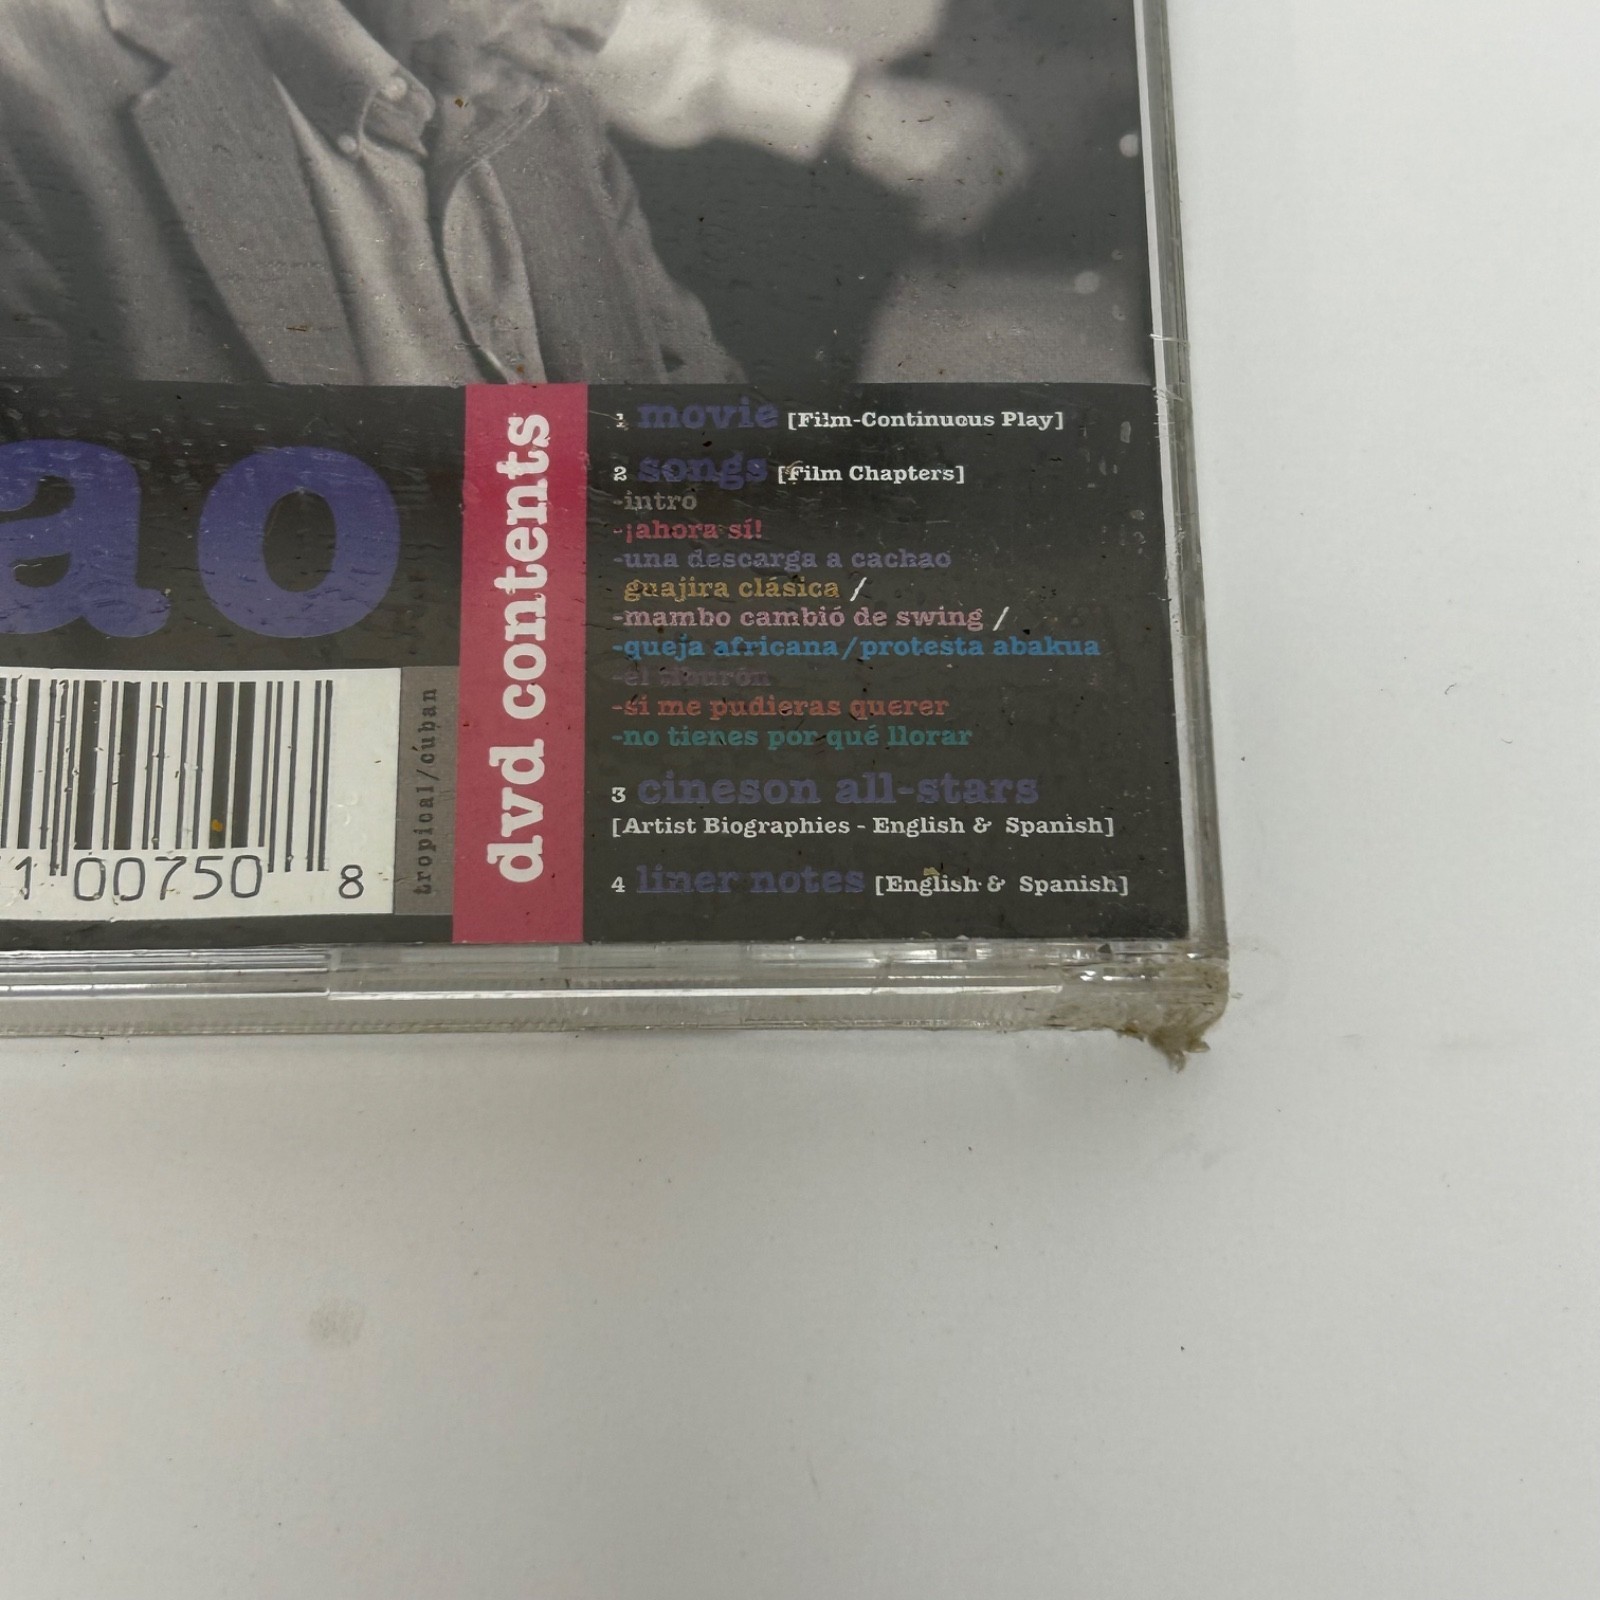 ao
1 00750 8
tropical/cuban
dvd contents
1 movie [Film-Continuous Play]
2 songs [Film Chapters]
-intro
-¡ahora sí!
-una descarga a cachao
guajira clásica /
-mambo cambió de swing /
-queja africana/protesta abakua
-el tiburón
-si me pudieras querer
-no tienes por qué llorar
3 cineson all-stars
[Artist Biographies - English & Spanish]
4 liner notes [English & Spanish]